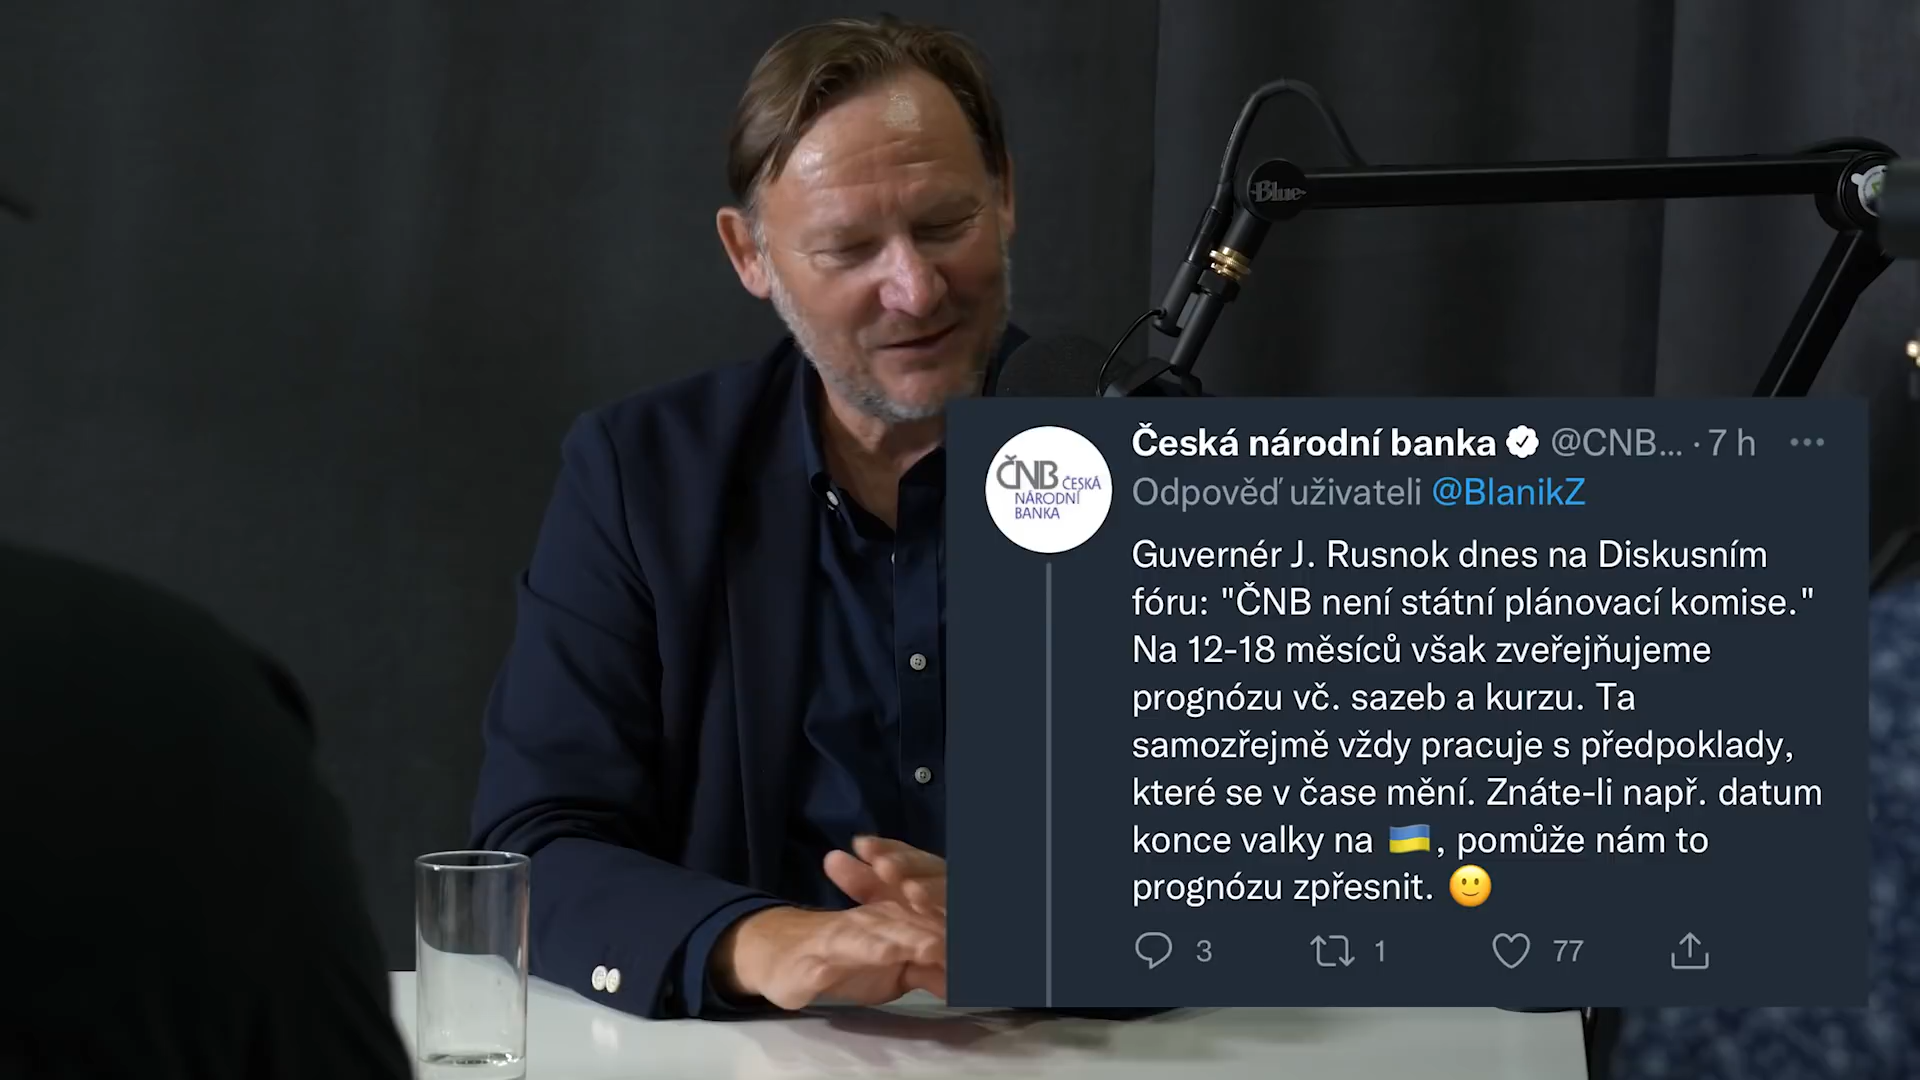 Blue
ČNB ČESKÁ
NÁRODNÍ
BANKA
Česká národní banka @CNB... · 7 h
Odpověď uživateli @BlanikZ
Guvernér J. Rusnok dnes na Diskusním
fóru: "ČNB není státní plánovací komise."
Na 12-18 měsíců však zveřejňujeme
prognózu vč. sazeb a kurzu. Ta
samozřejmě vždy pracuje s předpoklady,
které se v čase mění. Znáte-li např. datum
konce valky na 🇺🇦, pomůže nám to
prognózu zpřesnit. 🙂
3 1 77